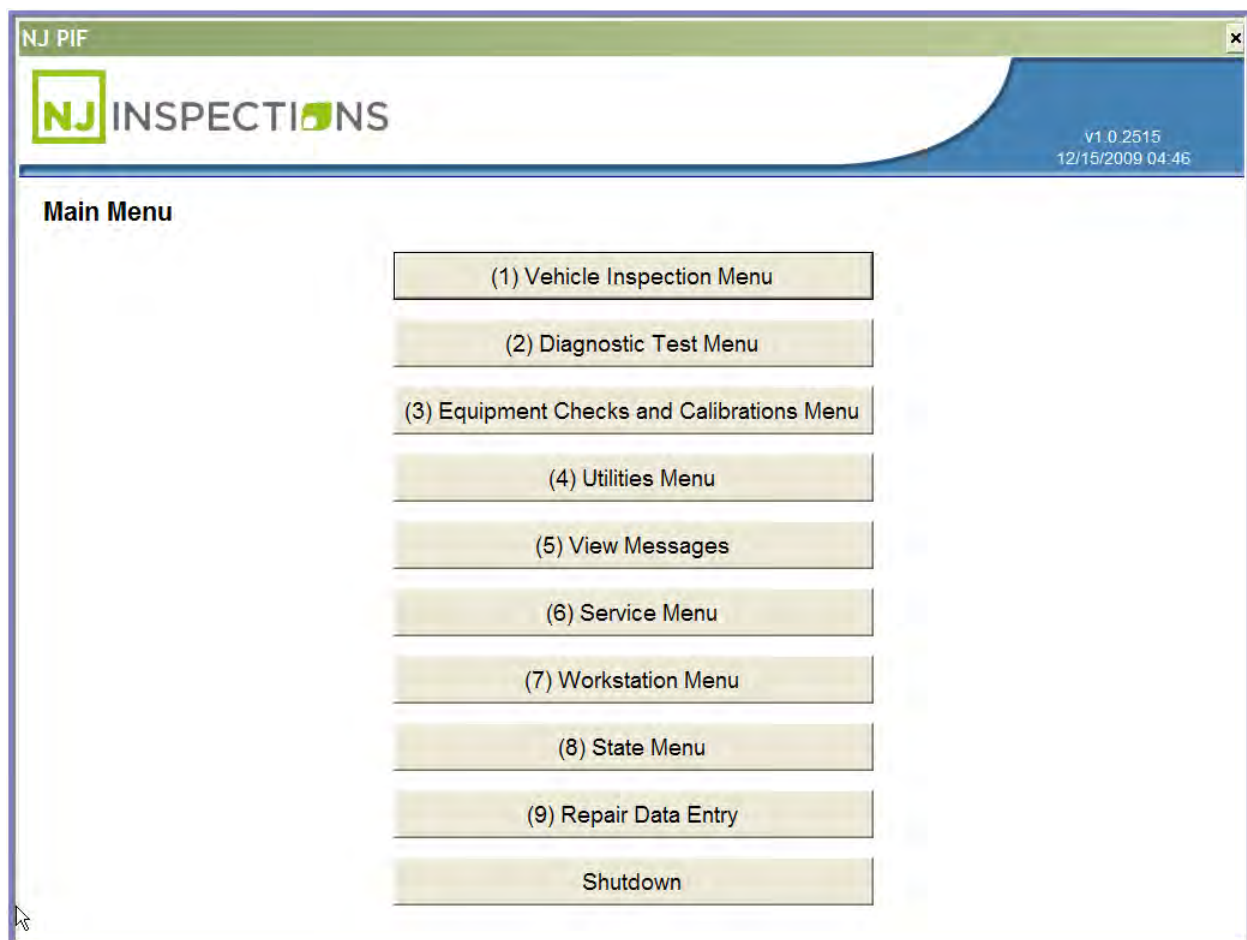 NJ PIF
NJ INSPECTIONS
v1.0.2515
12/15/2009 04:46
Main Menu
(1) Vehicle Inspection Menu
(2) Diagnostic Test Menu
(3) Equipment Checks and Calibrations Menu
(4) Utilities Menu
(5) View Messages
(6) Service Menu
(7) Workstation Menu
(8) State Menu
(9) Repair Data Entry
Shutdown